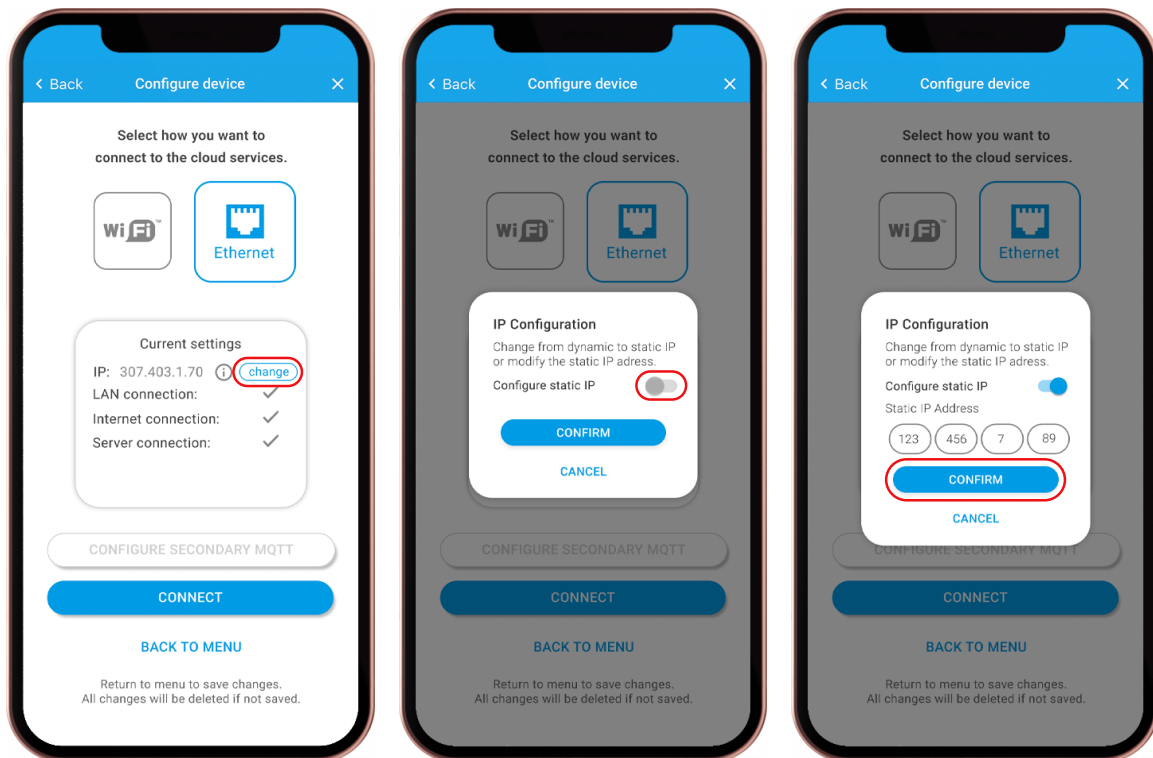 Back
Configure device
Select how you want to
connect to the cloud services.
WiFi™
Ethernet
Current settings
IP: 307.403.1.70 i change
LAN connection:
Internet connection:
Server connection:
CONFIGURE SECONDARY MQTT
CONNECT
BACK TO MENU
Return to menu to save changes.
All changes will be deleted if not saved.
Back
Configure device
Select how you want to
connect to the cloud services.
WiFi™
Ethernet
IP Configuration
Change from dynamic to static IP
or modify the static IP adress.
Configure static IP
CONFIRM
CANCEL
CONFIGURE SECONDARY MQTT
CONNECT
BACK TO MENU
Return to menu to save changes.
All changes will be deleted if not saved.
Back
Configure device
Select how you want to
connect to the cloud services.
WiFi™
Ethernet
IP Configuration
Change from dynamic to static IP
or modify the static IP adress.
Configure static IP
Static IP Address
123 456 7 89
CONFIRM
CANCEL
CONFIGURE SECONDARY MQTT
CONNECT
BACK TO MENU
Return to menu to save changes.
All changes will be deleted if not saved.